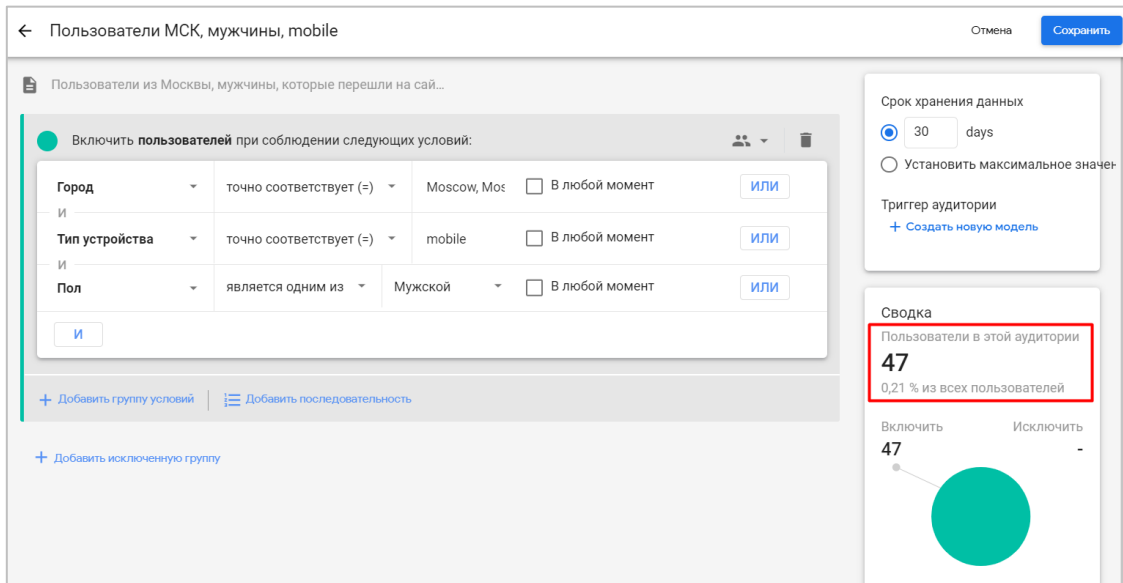 Пользователи МСК, мужчины, mobile
Отмена
Сохранить
Пользователи из Москвы, мужчины, которые перешли на сай...
Включить пользователей при соблюдении следующих условий:
Город точно соответствует (=) Moscow, Mos В любой момент ИЛИ
И
Тип устройства точно соответствует (=) mobile В любой момент ИЛИ
И
Пол является одним из Мужской В любой момент ИЛИ
И
+ Добавить группу условий Добавить последовательность
+ Добавить исключенную группу
Срок хранения данных
30 days
Установить максимальное значен
Триггер аудитории
+ Создать новую модель
Сводка
Пользователи в этой аудитории
47
0,21 % из всех пользователей
Включить Исключить
47 -